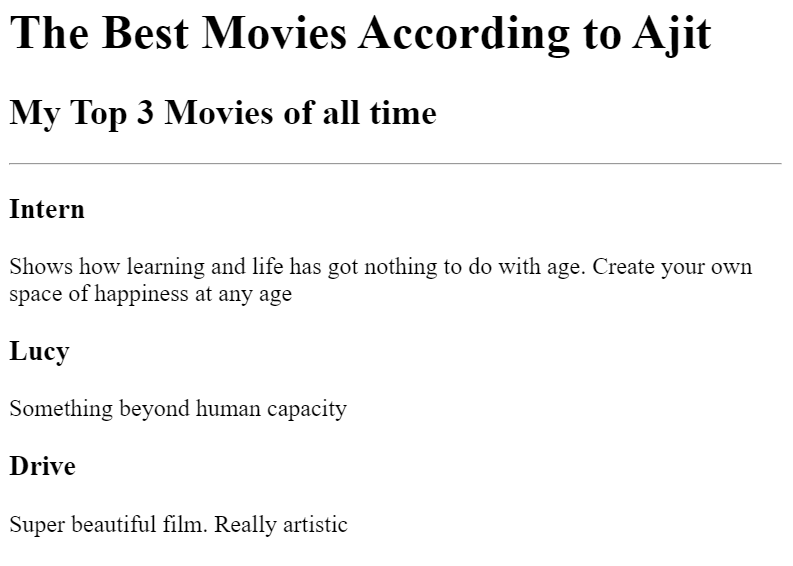 The Best Movies According to Ajit
My Top 3 Movies of all time
Intern
Shows how learning and life has got nothing to do with age. Create your own
space of happiness at any age
Lucy
Something beyond human capacity
Drive
Super beautiful film. Really artistic